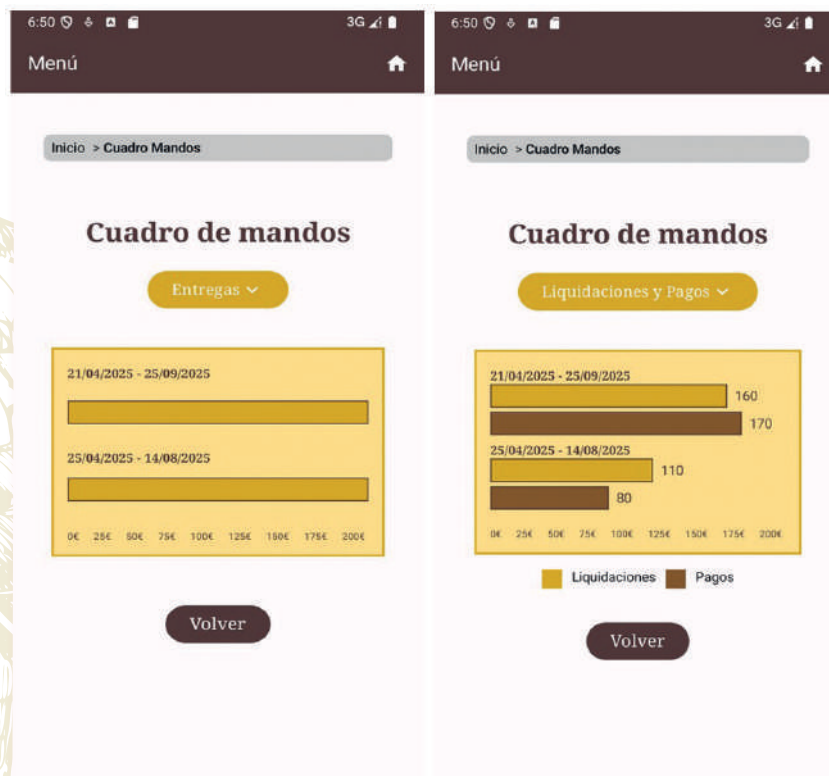 6:50 3G
Menú
Inicio > Cuadro Mandos
Cuadro de mandos
Entregas
21/04/2025 - 25/09/2025
25/04/2025 - 14/08/2025
0€ 25€ 50€ 75€ 100€ 125€ 150€ 175€ 200€
Volver
6:50 3G
Menú
Inicio > Cuadro Mandos
Cuadro de mandos
Liquidaciones y Pagos
21/04/2025 - 25/09/2025
160
170
25/04/2025 - 14/08/2025
110
80
0€ 25€ 50€ 75€ 100€ 125€ 150€ 175€ 200€
Liquidaciones Pagos
Volver